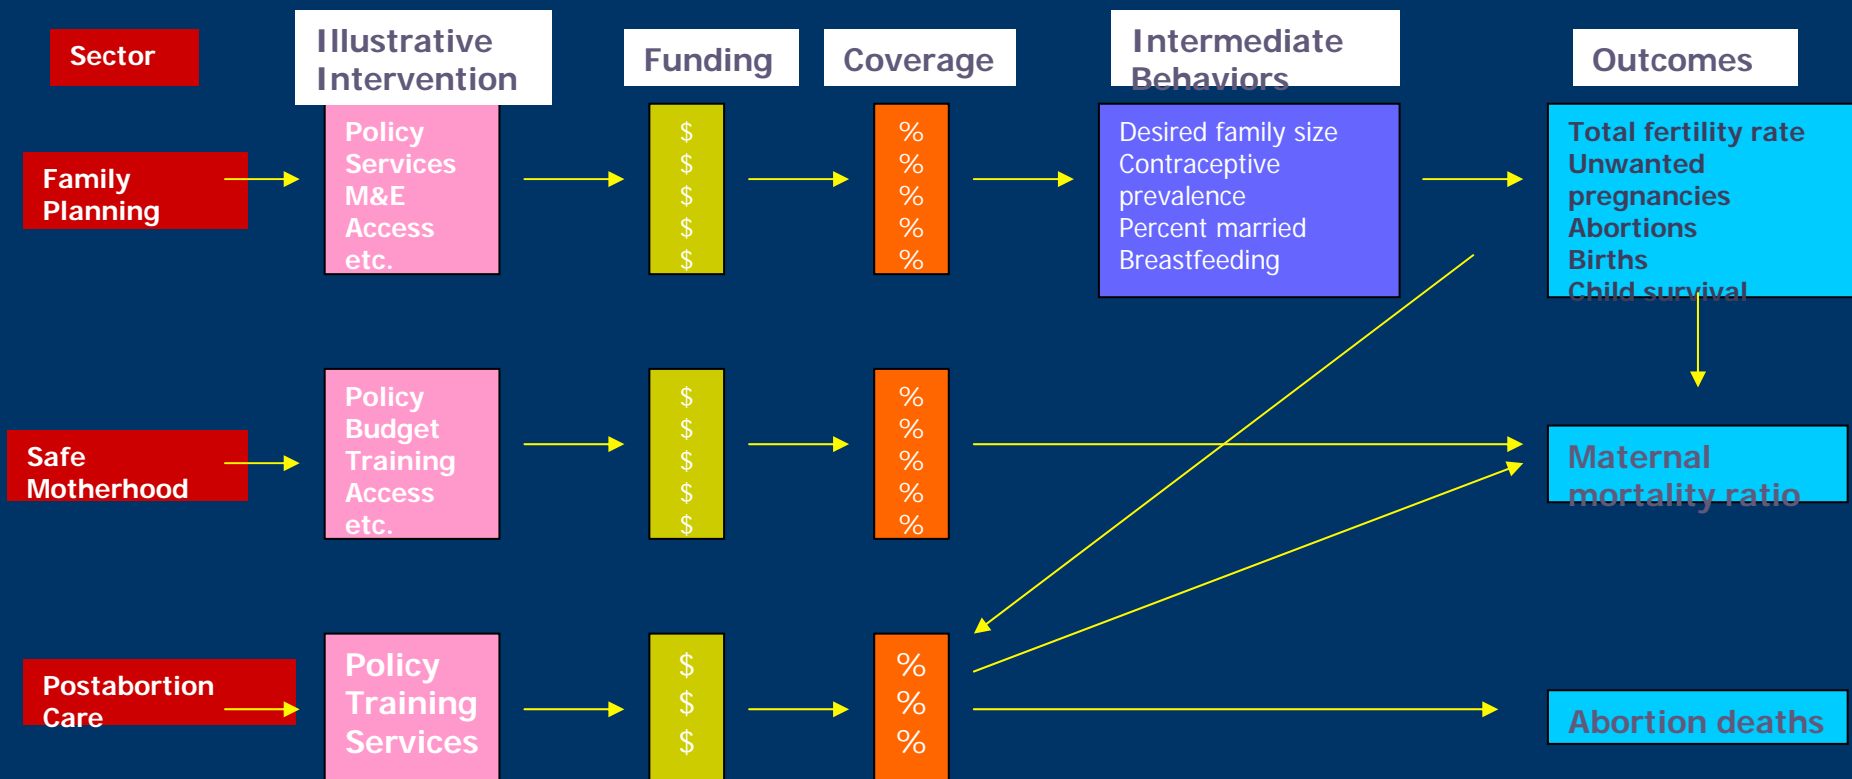 Sector
Illustrative
Intervention
Funding
Coverage
Intermediate
Behaviors
Outcomes
Family
Planning
Policy
Services
M&E
Access
etc.
$
$
$
$
$
%
%
%
%
%
Desired family size
Contraceptive
prevalence
Percent married
Breastfeeding
Total fertility rate
Unwanted
pregnancies
Abortions
Births
Child survival
Safe
Motherhood
Policy
Budget
Training
Access
etc.
$
$
$
$
$
%
%
%
%
%
Maternal
mortality ratio
Postabortion
Care
Policy
Training
Services
$
$
$
%
%
%
Abortion deaths